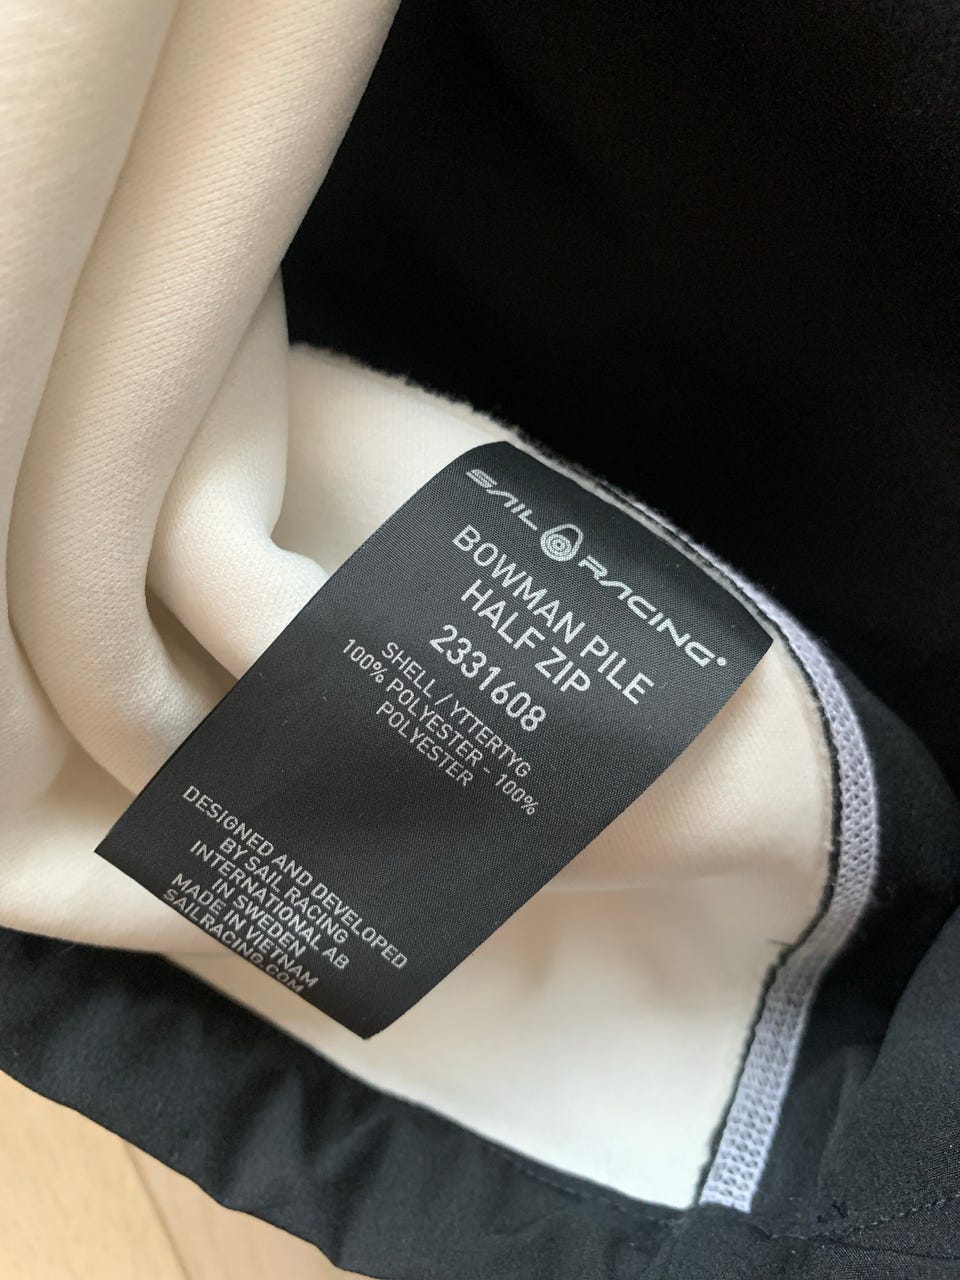 SAIL RACING®
BOWMAN PILE
HALF ZIP
2331608
SHELL / YTTERTYG
100% POLYESTER - 100%
POLYESTER
DESIGNED AND DEVELOPED
BY SAIL RACING
INTERNATIONAL AB
IN SWEDEN
MADE IN VIETNAM
SAILRACING.COM